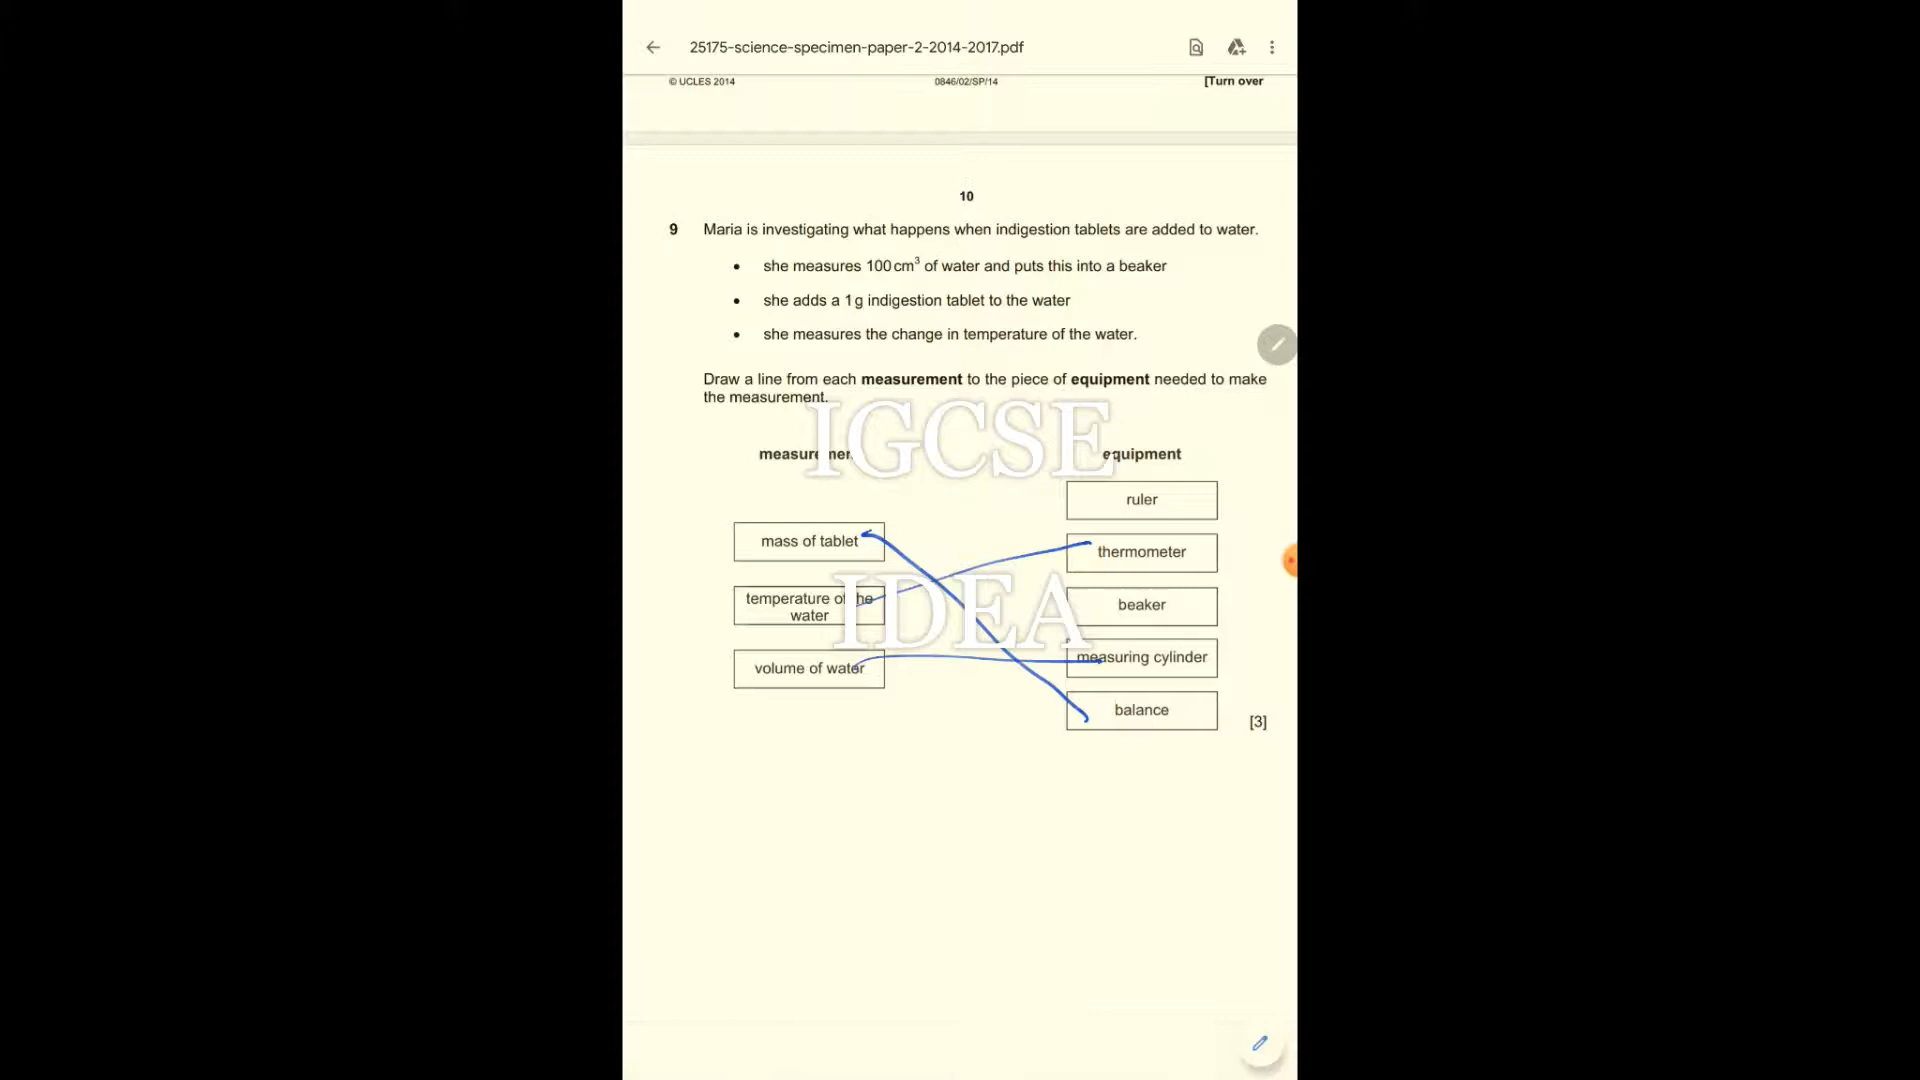 25175-science-specimen-paper-2-2014-2017.pdf
© UCLES 2014 0846/02/SP/14 [Turn over
10
9 Maria is investigating what happens when indigestion tablets are added to water.
• she measures 100 cm³ of water and puts this into a beaker
• she adds a 1 g indigestion tablet to the water
• she measures the change in temperature of the water.
Draw a line from each measurement to the piece of equipment needed to make
the measurement.
IGCSE
measurement equipment
ruler
mass of tablet
thermometer
temperature of the
water
beaker
IDEA
volume of water
measuring cylinder
balance
[3]